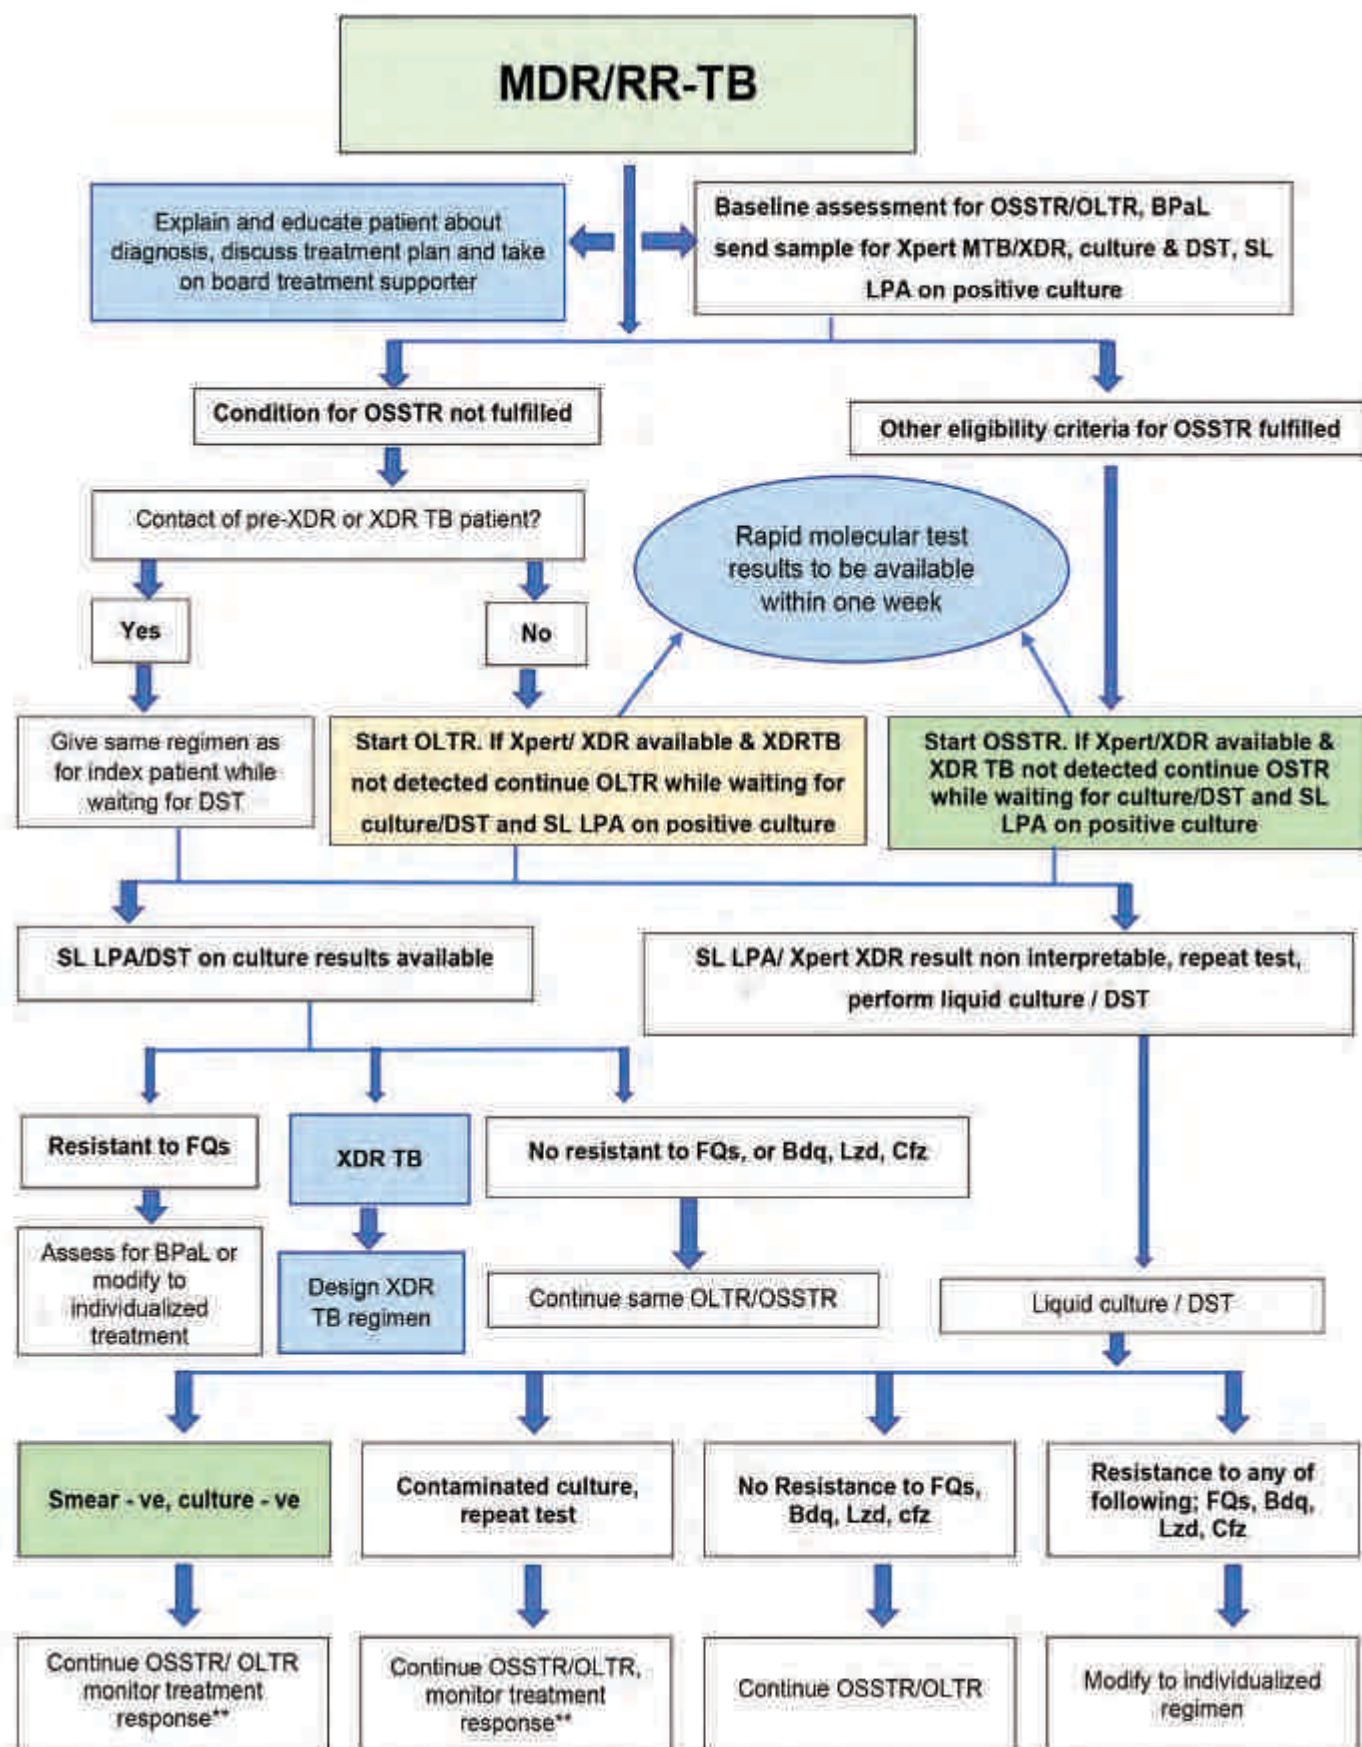 MDR/RR-TB
Explain and educate patient about
diagnosis, discuss treatment plan and take
on board treatment supporter
Baseline assessment for OSSTR/OLTR, BPaL
send sample for Xpert MTB/XDR, culture & DST, SL
LPA on positive culture
Condition for OSSTR not fulfilled
Other eligibility criteria for OSSTR fulfilled
Contact of pre-XDR or XDR TB patient?
Rapid molecular test
results to be available
within one week
Yes
No
Give same regimen as
for index patient while
waiting for DST
Start OLTR. If Xpert/ XDR available & XDRTB
not detected continue OLTR while waiting for
culture/DST and SL LPA on positive culture
Start OSSTR. If Xpert/XDR available &
XDR TB not detected continue OSTR
while waiting for culture/DST and SL
LPA on positive culture
SL LPA/DST on culture results available
SL LPA/ Xpert XDR result non interpretable, repeat test,
perform liquid culture / DST
Resistant to FQs
XDR TB
No resistant to FQs, or Bdq, Lzd, Cfz
Assess for BPaL or
modify to
individualized
treatment
Design XDR
TB regimen
Continue same OLTR/OSSTR
Liquid culture / DST
Smear - ve, culture - ve
Contaminated culture,
repeat test
No Resistance to FQs,
Bdq, Lzd, cfz
Resistance to any of
following; FQs, Bdq,
Lzd, Cfz
Continue OSSTR/ OLTR
monitor treatment
response**
Continue OSSTR/OLTR,
monitor treatment
response**
Continue OSSTR/OLTR
Modify to individualized
regimen